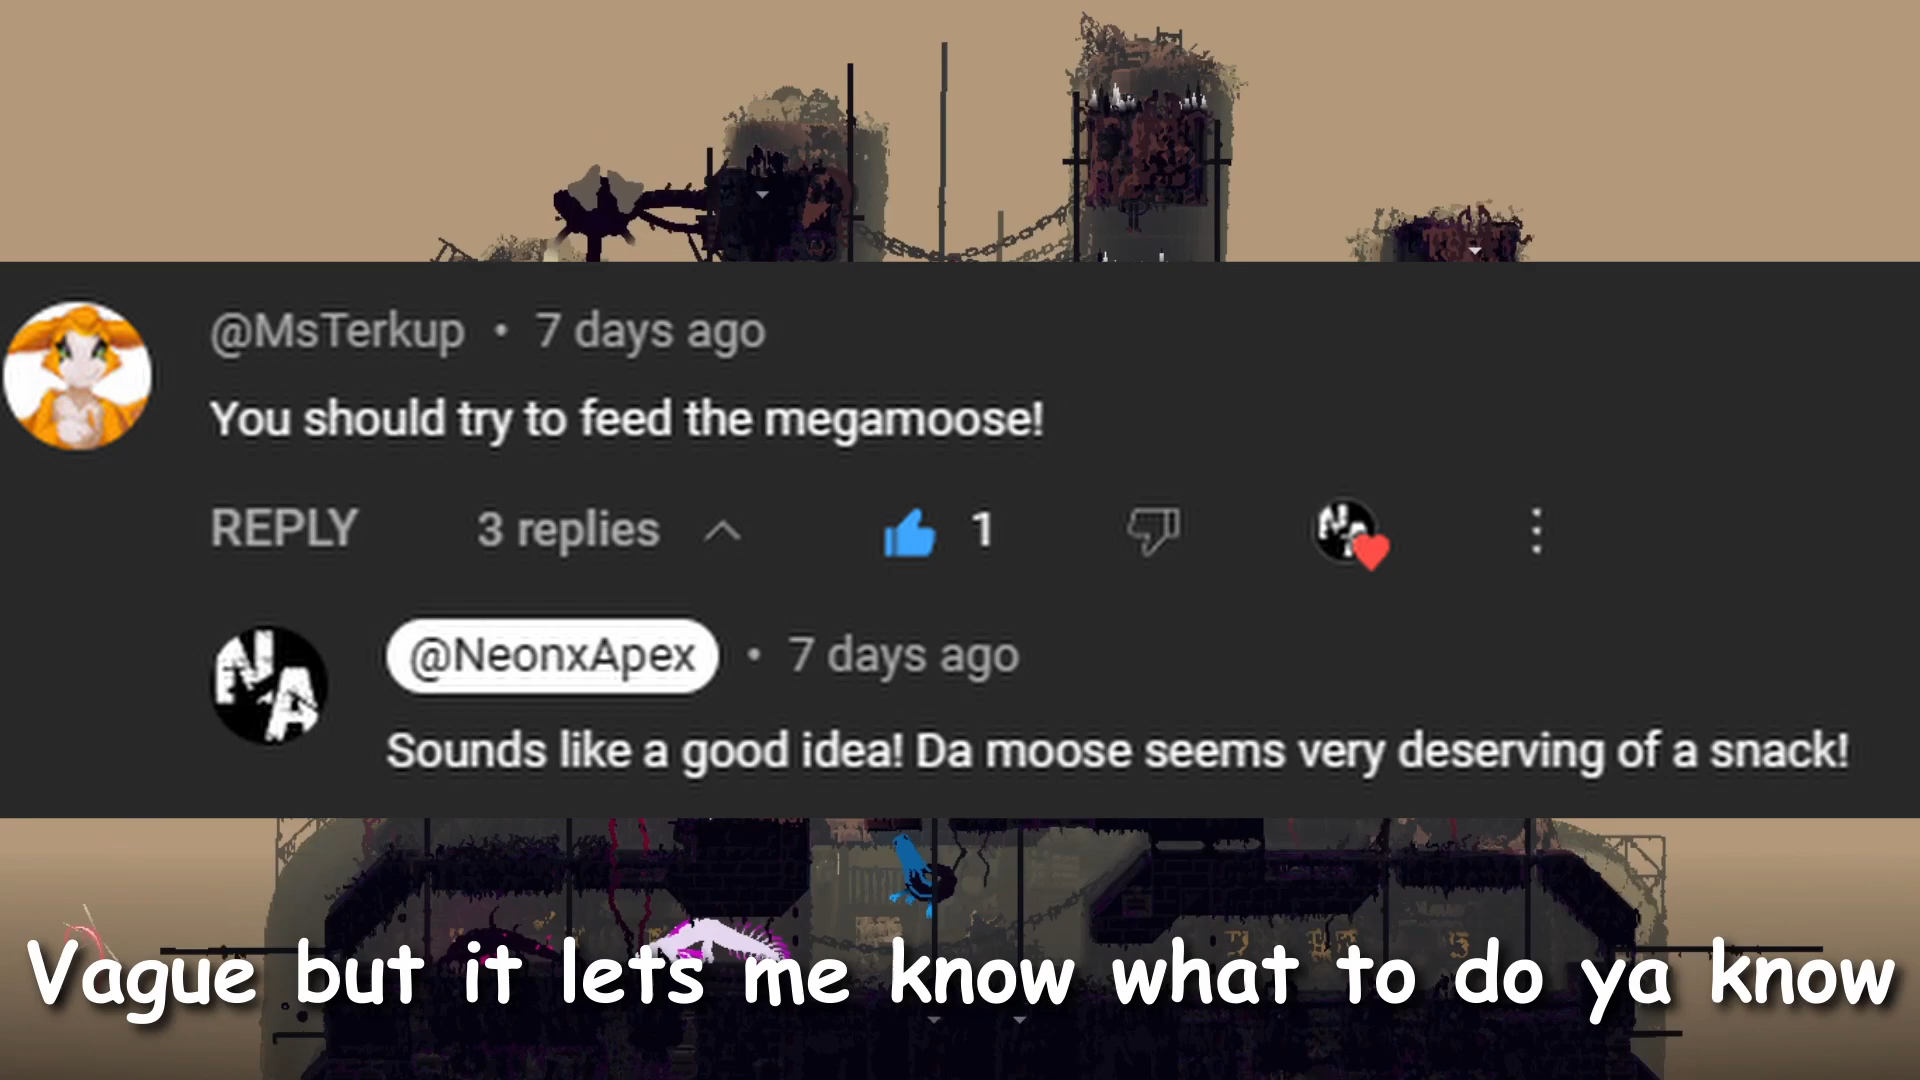 @MsTerkup • 7 days ago
You should try to feed the megamoose!
REPLY 3 replies 1
NA
@NeonxApex • 7 days ago
Sounds like a good idea! Da moose seems very deserving of a snack!
Vague but it lets me know what to do ya know